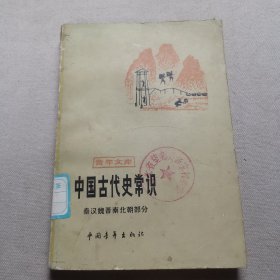 青年文库
中国古代史常识
秦汉魏晋南北朝部分
中国青年出版社